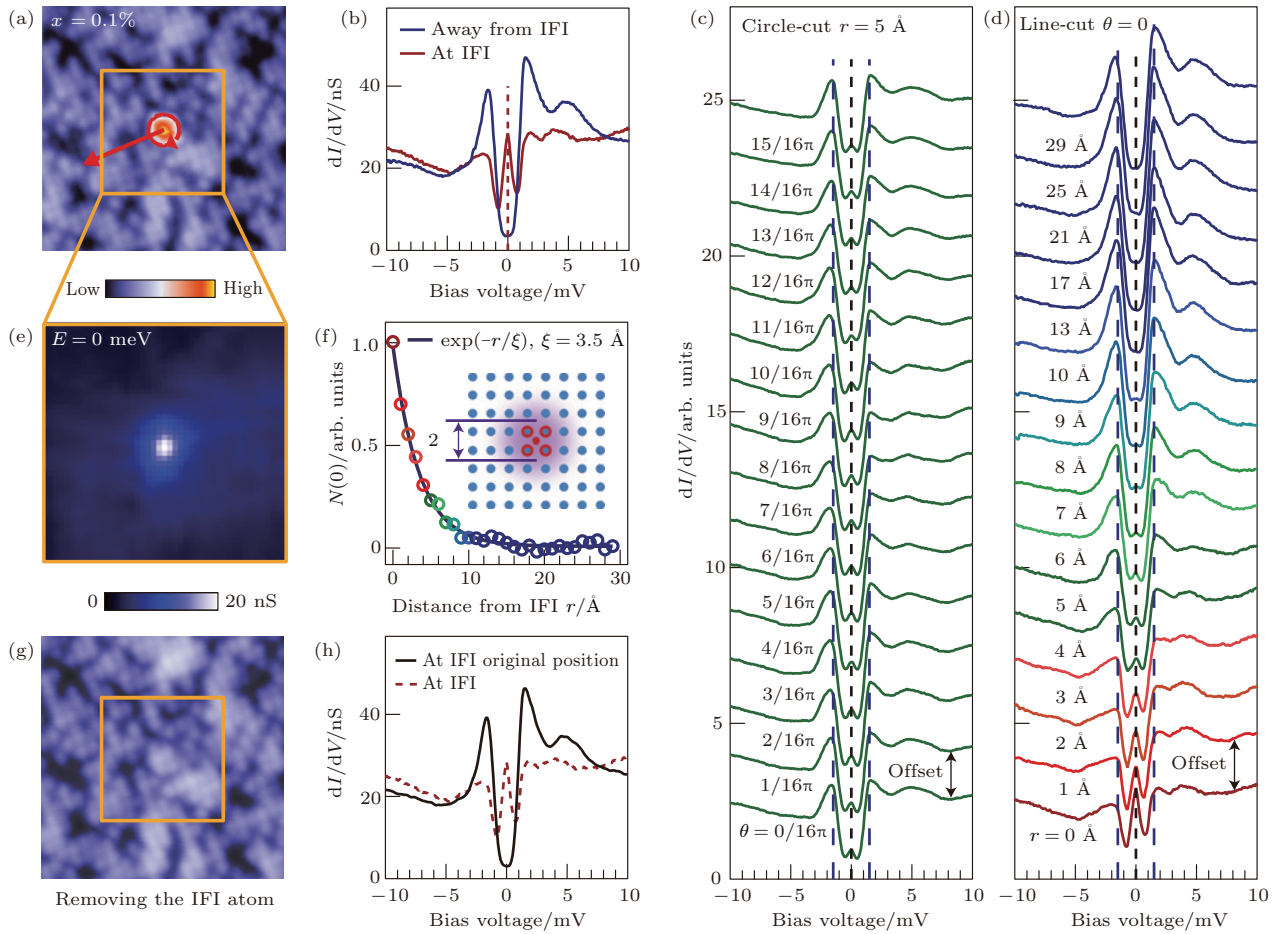 (a)
x = 0.1%
Low
High
(b)
Away from IFI
At IFI
dI/dV/nS
40
20
0
−10
−5
0
5
10
Bias voltage/mV
(c)
Circle-cut r = 5 Å
dI/dV/arb. units
25
20
15
10
5
0
15/16π
14/16π
13/16π
12/16π
11/16π
10/16π
9/16π
8/16π
7/16π
6/16π
5/16π
4/16π
3/16π
2/16π
1/16π
θ = 0/16π
Offset
−10
−5
0
5
10
Bias voltage/mV
(d)
Line-cut θ = 0
29 Å
25 Å
21 Å
17 Å
13 Å
10 Å
9 Å
8 Å
7 Å
6 Å
5 Å
4 Å
3 Å
2 Å
1 Å
r = 0 Å
Offset
−10
−5
0
5
10
Bias voltage/mV
(e)
E = 0 meV
0
20 nS
(f)
exp(−r/ξ), ξ = 3.5 Å
2
N(0)/arb. units
1.0
0.5
0
0
10
20
30
Distance from IFI r/Å
(g)
Removing the IFI atom
(h)
At IFI original position
At IFI
dI/dV/nS
40
20
0
−10
−5
0
5
10
Bias voltage/mV